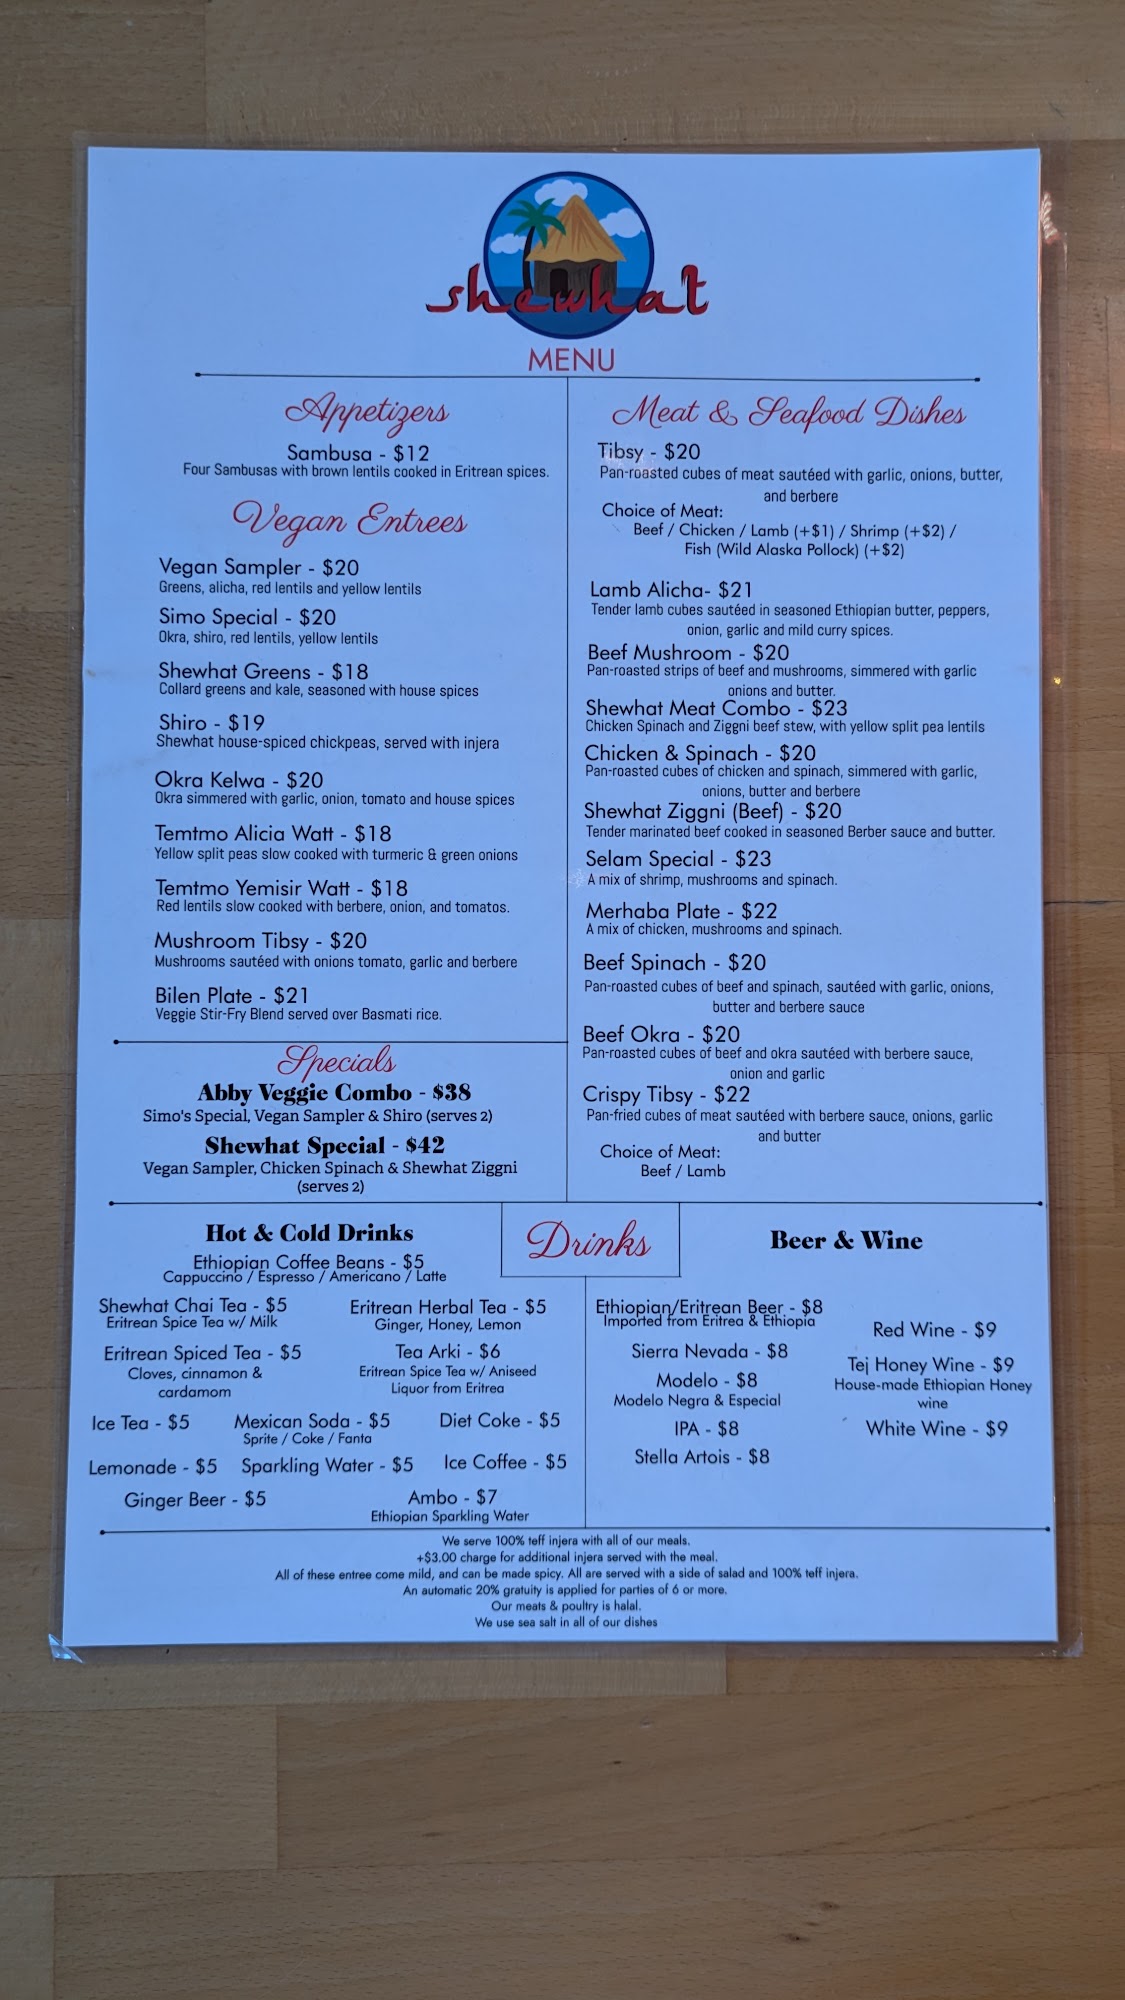 shewhat
MENU
Appetizers
Sambusa - $12
Four Sambusas with brown lentils cooked in Eritrean spices.
Vegan Entrees
Vegan Sampler - $20
Greens, alicha, red lentils and yellow lentils
Simo Special - $20
Okra, shiro, red lentils, yellow lentils
Shewhat Greens - $18
Collard greens and kale, seasoned with house spices
Shiro - $19
Shewhat house-spiced chickpeas, served with injera
Okra Kelwa - $20
Okra simmered with garlic, onion, tomato and house spices
Temtmo Alicia Watt - $18
Yellow split peas slow cooked with turmeric & green onions
Temtmo Yemisir Watt - $18
Red lentils slow cooked with berbere, onion, and tomatos.
Mushroom Tibsy - $20
Mushrooms sautéed with onions tomato, garlic and berbere
Bilen Plate - $21
Veggie Stir-Fry Blend served over Basmati rice.
Specials
Abby Veggie Combo - $38
Simo's Special, Vegan Sampler & Shiro (serves 2)
Shewhat Special - $42
Vegan Sampler, Chicken Spinach & Shewhat Ziggni
(serves 2)
Meat & Seafood Dishes
Tibsy - $20
Pan-roasted cubes of meat sautéed with garlic, onions, butter,
and berbere
Choice of Meat:
Beef / Chicken / Lamb (+$1) / Shrimp (+$2) /
Fish (Wild Alaska Pollock) (+$2)
Lamb Alicha- $21
Tender lamb cubes sautéed in seasoned Ethiopian butter, peppers,
onion, garlic and mild curry spices.
Beef Mushroom - $20
Pan-roasted strips of beef and mushrooms, simmered with garlic
onions and butter.
Shewhat Meat Combo - $23
Chicken Spinach and Ziggni beef stew, with yellow split pea lentils
Chicken & Spinach - $20
Pan-roasted cubes of chicken and spinach, simmered with garlic,
onions, butter and berbere
Shewhat Ziggni (Beef) - $20
Tender marinated beef cooked in seasoned Berber sauce and butter.
Selam Special - $23
A mix of shrimp, mushrooms and spinach.
Merhaba Plate - $22
A mix of chicken, mushrooms and spinach.
Beef Spinach - $20
Pan-roasted cubes of beef and spinach, sautéed with garlic, onions,
butter and berbere sauce
Beef Okra - $20
Pan-roasted cubes of beef and okra sautéed with berbere sauce,
onion and garlic
Crispy Tibsy - $22
Pan-fried cubes of meat sautéed with berbere sauce, onions, garlic
and butter
Choice of Meat:
Beef / Lamb
Drinks
Hot & Cold Drinks
Ethiopian Coffee Beans - $5
Cappuccino / Espresso / Americano / Latte
Shewhat Chai Tea - $5
Eritrean Spice Tea w/ Milk
Eritrean Herbal Tea - $5
Ginger, Honey, Lemon
Eritrean Spiced Tea - $5
Cloves, cinnamon &
cardamom
Tea Arki - $6
Eritrean Spice Tea w/ Aniseed
Liquor from Eritrea
Ice Tea - $5
Mexican Soda - $5
Sprite / Coke / Fanta
Diet Coke - $5
Lemonade - $5
Sparkling Water - $5
Ice Coffee - $5
Ginger Beer - $5
Ambo - $7
Ethiopian Sparkling Water
Beer & Wine
Ethiopian/Eritrean Beer - $8
Imported from Eritrea & Ethiopia
Sierra Nevada - $8
Modelo - $8
Modelo Negra & Especial
IPA - $8
Stella Artois - $8
Red Wine - $9
Tej Honey Wine - $9
House-made Ethiopian Honey
wine
White Wine - $9
We serve 100% teff injera with all of our meals.
+$3.00 charge for additional injera served with the meal.
All of these entree come mild, and can be made spicy. All are served with a side of salad and 100% teff injera.
An automatic 20% gratuity is applied for parties of 6 or more.
Our meats & poultry is halal.
We use sea salt in all of our dishes